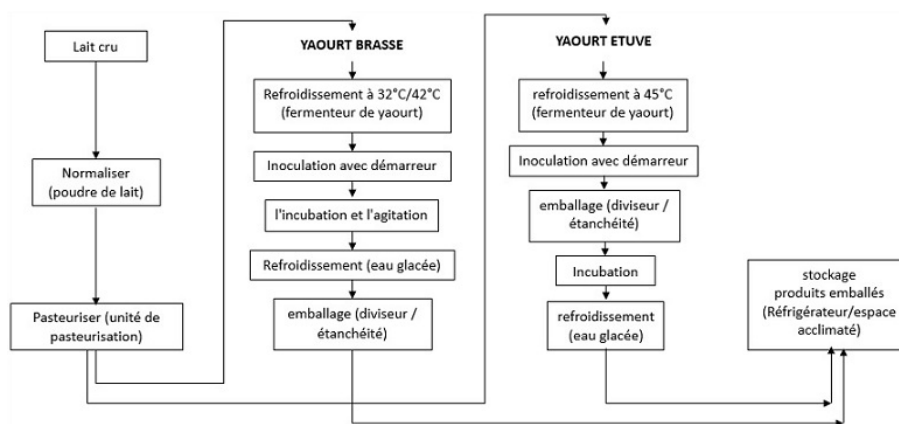 Lait cru
Normaliser
(poudre de lait)
Pasteuriser (unité de
pasteurisation)
YAOURT BRASSE
Refroidissement à 32°C/42°C
(fermenteur de yaourt)
Inoculation avec démarreur
l'incubation et l'agitation
Refroidissement (eau glacée)
emballage (diviseur /
étanchéité)
YAOURT ETUVE
refroidissement à 45°C
(fermenteur de yaourt)
Inoculation avec démarreur
emballage (diviseur /
étanchéité)
Incubation
refroidissement
(eau glacée)
stockage
produits emballés
(Réfrigérateur/espace
acclimaté)